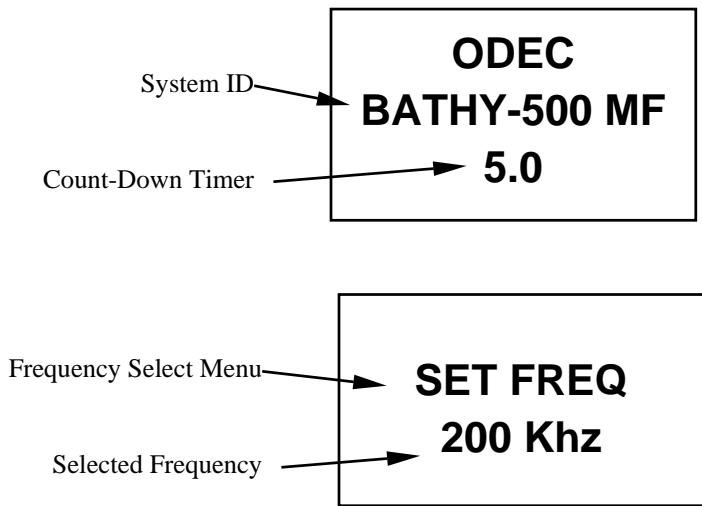 ODEC
System ID
BATHY-500 MF
Count-Down Timer
5.0
Frequency Select Menu
SET FREQ
200 Khz
Selected Frequency